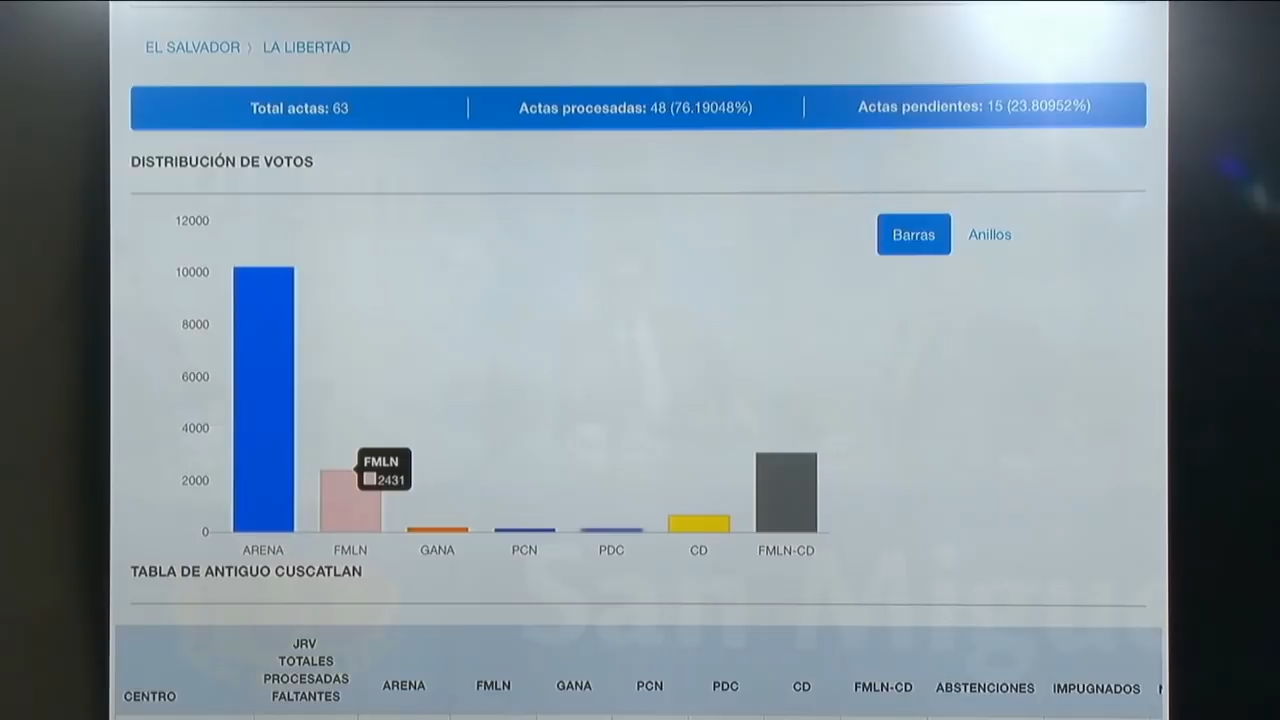 EL SALVADOR 〉 LA LIBERTAD
Total actas: 63
Actas procesadas: 48 (76.19048%)
Actas pendientes: 15 (23.80952%)
DISTRIBUCIÓN DE VOTOS
Barras
Anillos
12000
10000
8000
6000
4000
2000
0
FMLN
2431
ARENA
FMLN
GANA
PCN
PDC
CD
FMLN-CD
TABLA DE ANTIGUO CUSCATLAN
San Migu
CENTRO
JRV
TOTALES
PROCESADAS
FALTANTES
ARENA
FMLN
GANA
PCN
PDC
CD
FMLN-CD
ABSTENCIONES
IMPUGNADOS